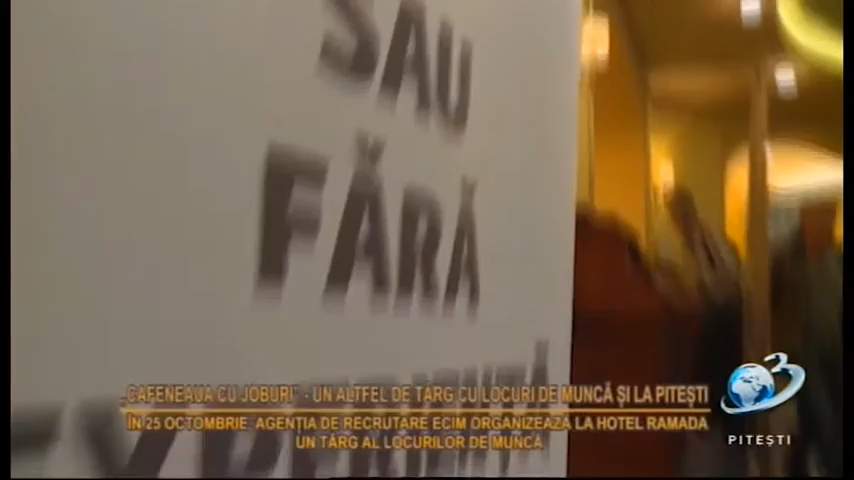 SAU
FĂRĂ
EXPERIENȚĂ
„CAFENEAUA CU JOBURI” - UN ALTFEL DE TÂRG CU LOCURI DE MUNCĂ ȘI LA PITEȘTI
ÎN 25 OCTOMBRIE, AGENȚIA DE RECRUTARE ECIM ORGANIZEAZĂ LA HOTEL RAMADA
UN TÂRG AL LOCURILOR DE MUNCĂ.
3
PITEȘTI